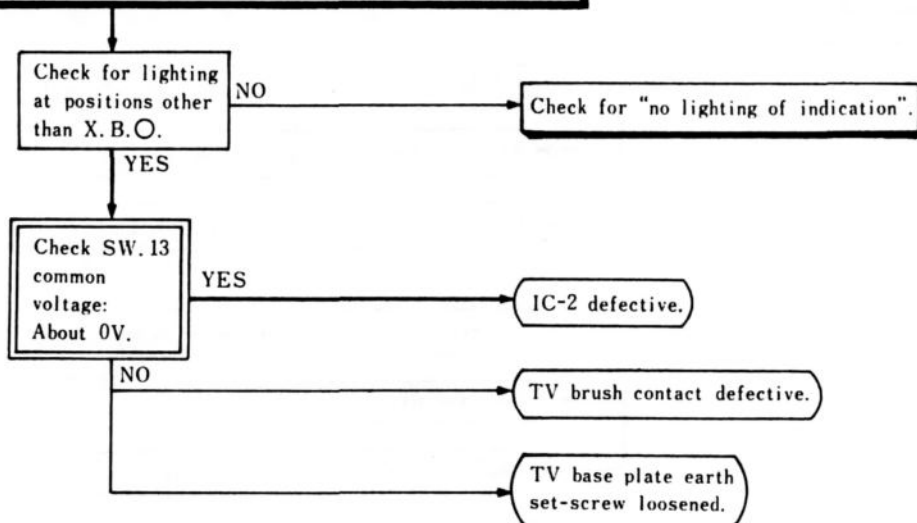 Check for lighting
at positions other
than X.B.O.
NO
Check for “no lighting of indication”.
YES
Check SW.13
common
voltage:
About 0V.
YES
IC-2 defective.
NO
TV brush contact defective.
TV base plate earth
set-screw loosened.